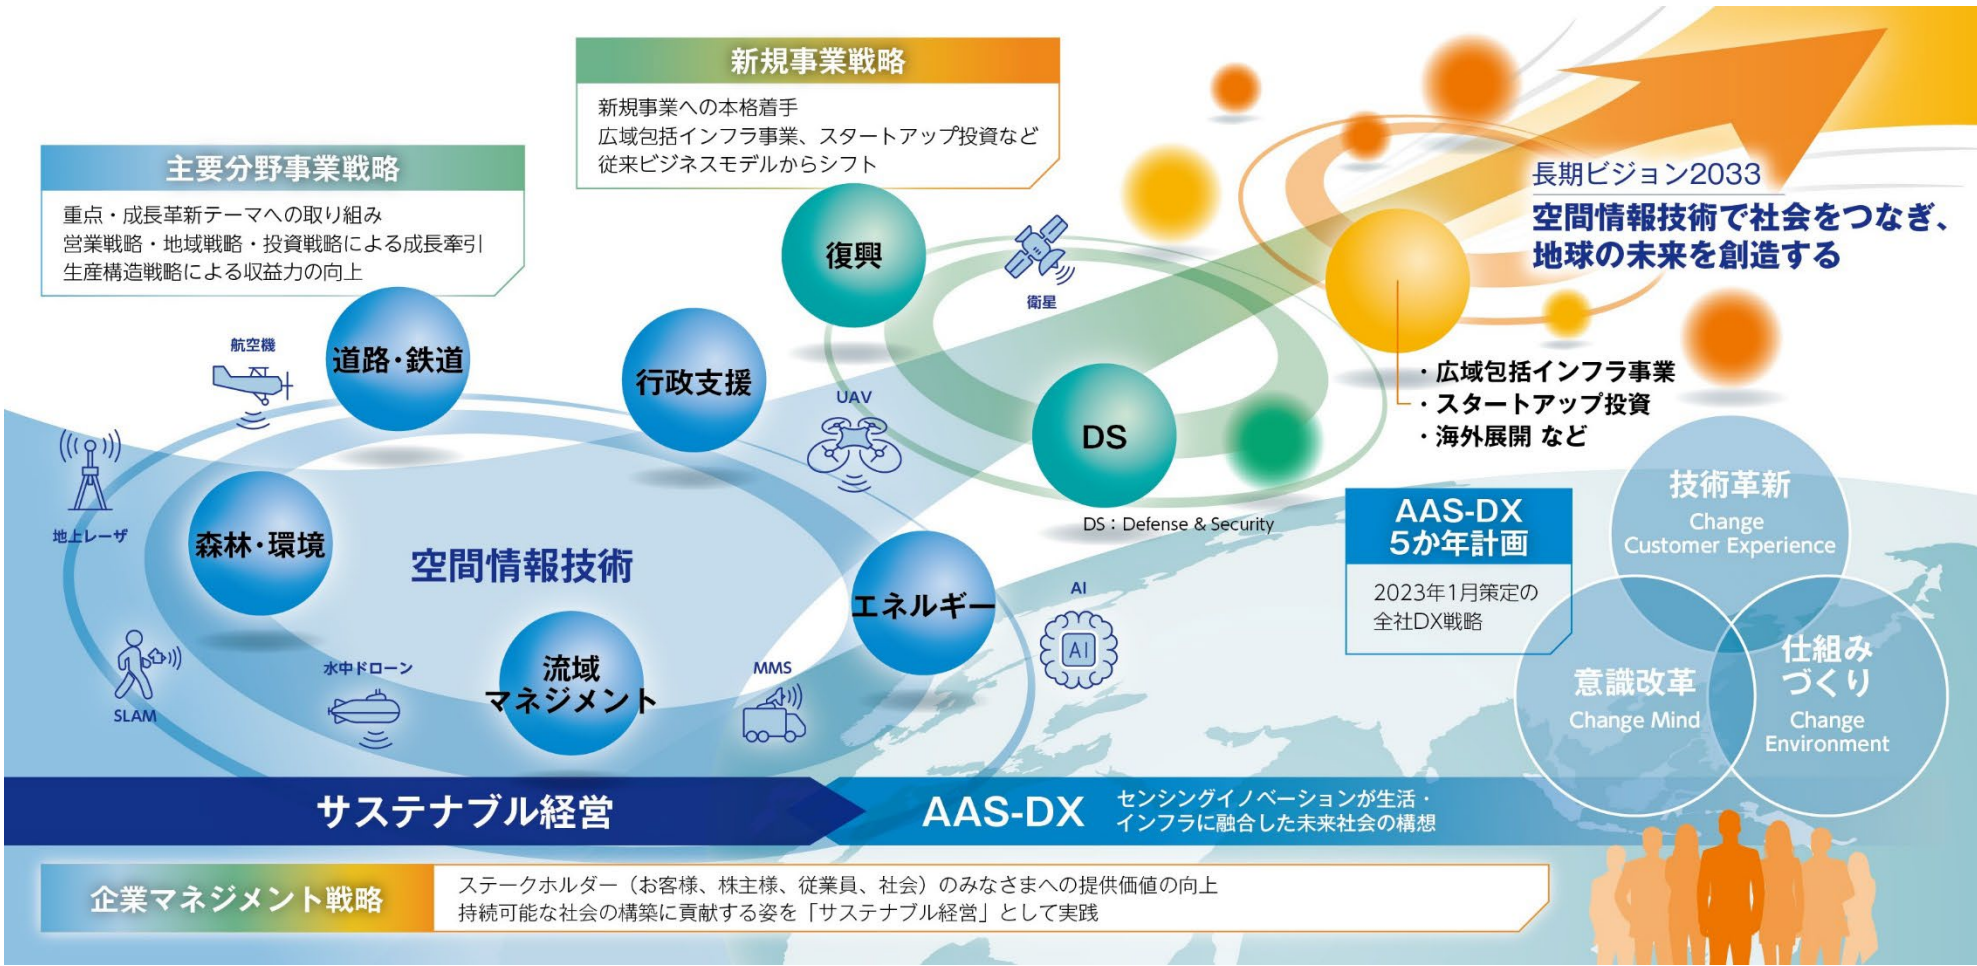 新規事業戦略
新規事業への本格着手
広域包括インフラ事業、スタートアップ投資など
従来ビジネスモデルからシフト
主要分野事業戦略
重点・成長革新テーマへの取り組み
営業戦略・地域戦略・投資戦略による成長牽引
生産構造戦略による収益力の向上
長期ビジョン2033
空間情報技術で社会をつなぎ、
地球の未来を創造する
復興
衛星
航空機
道路・鉄道
行政支援
UAV
DS
DS：Defense & Security
・広域包括インフラ事業
・スタートアップ投資
・海外展開 など
地上レーザ
森林・環境
空間情報技術
エネルギー
AI
AI
SLAM
水中ドローン
流域
マネジメント
MMS
AAS-DX
5か年計画
2023年1月策定の
全社DX戦略
技術革新
Change
Customer Experience
意識改革
Change Mind
仕組み
づくり
Change
Environment
サステナブル経営
AAS-DX
センシングイノベーションが生活・
インフラに融合した未来社会の構想
企業マネジメント戦略
ステークホルダー（お客様、株主様、従業員、社会）のみなさまへの提供価値の向上
持続可能な社会の構築に貢献する姿を「サステナブル経営」として実践